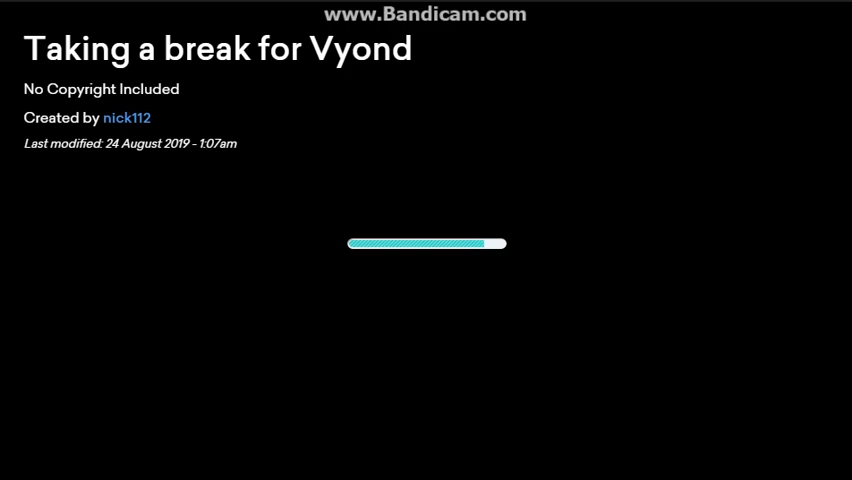 www.Bandicam.com
Taking a break for Vyond
No Copyright Included
Created by nick112
Last modified: 24 August 2019 - 1:07am